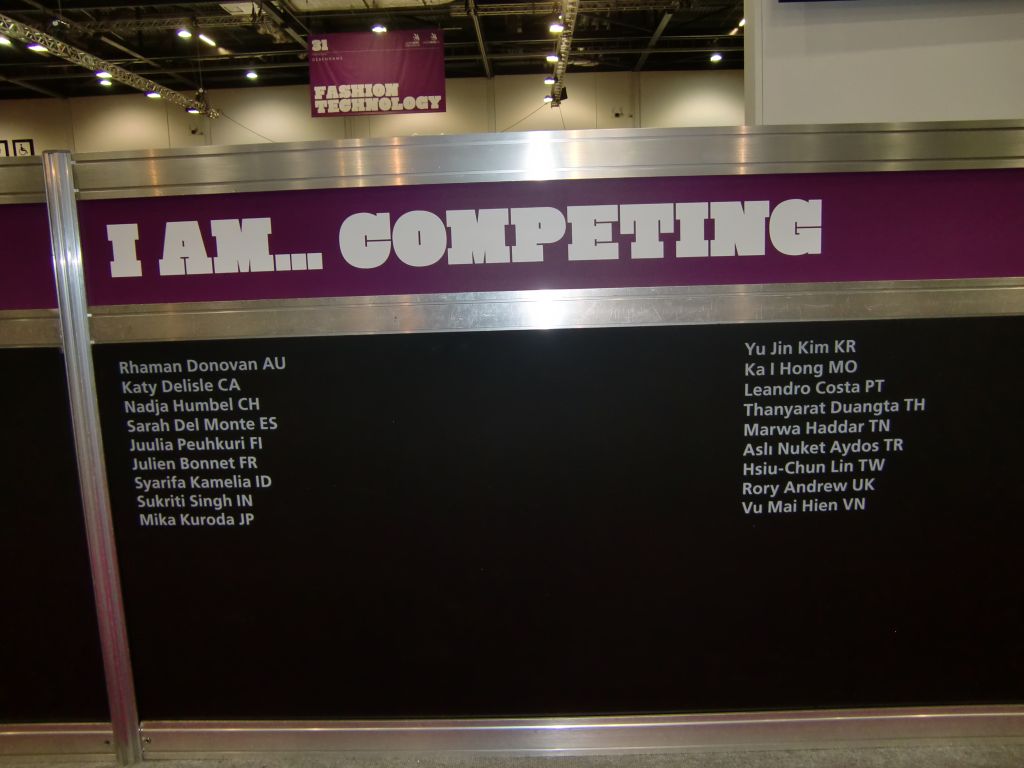 31
DEBENHAMS
FASHION
TECHNOLOGY
I AM... COMPETING
Rhaman Donovan AU
Katy Delisle CA
Nadja Humbel CH
Sarah Del Monte ES
Juulia Peuhkuri FI
Julien Bonnet FR
Syarifa Kamelia ID
Sukriti Singh IN
Mika Kuroda JP
Yu Jin Kim KR
Ka I Hong MO
Leandro Costa PT
Thanyarat Duangta TH
Marwa Haddar TN
Aslı Nuket Aydos TR
Hsiu-Chun Lin TW
Rory Andrew UK
Vu Mai Hien VN